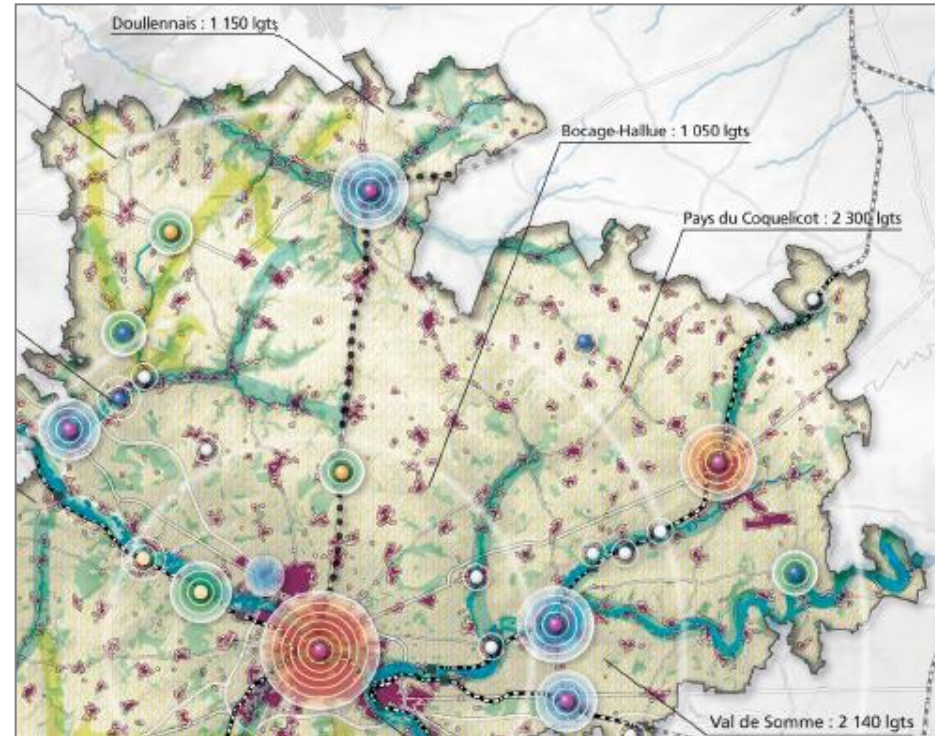 Doullennais : 1 150 lgts
Bocage-Hallue : 1 050 lgts
Pays du Coquelicot : 2 300 lgts
Val de Somme : 2 140 lgts